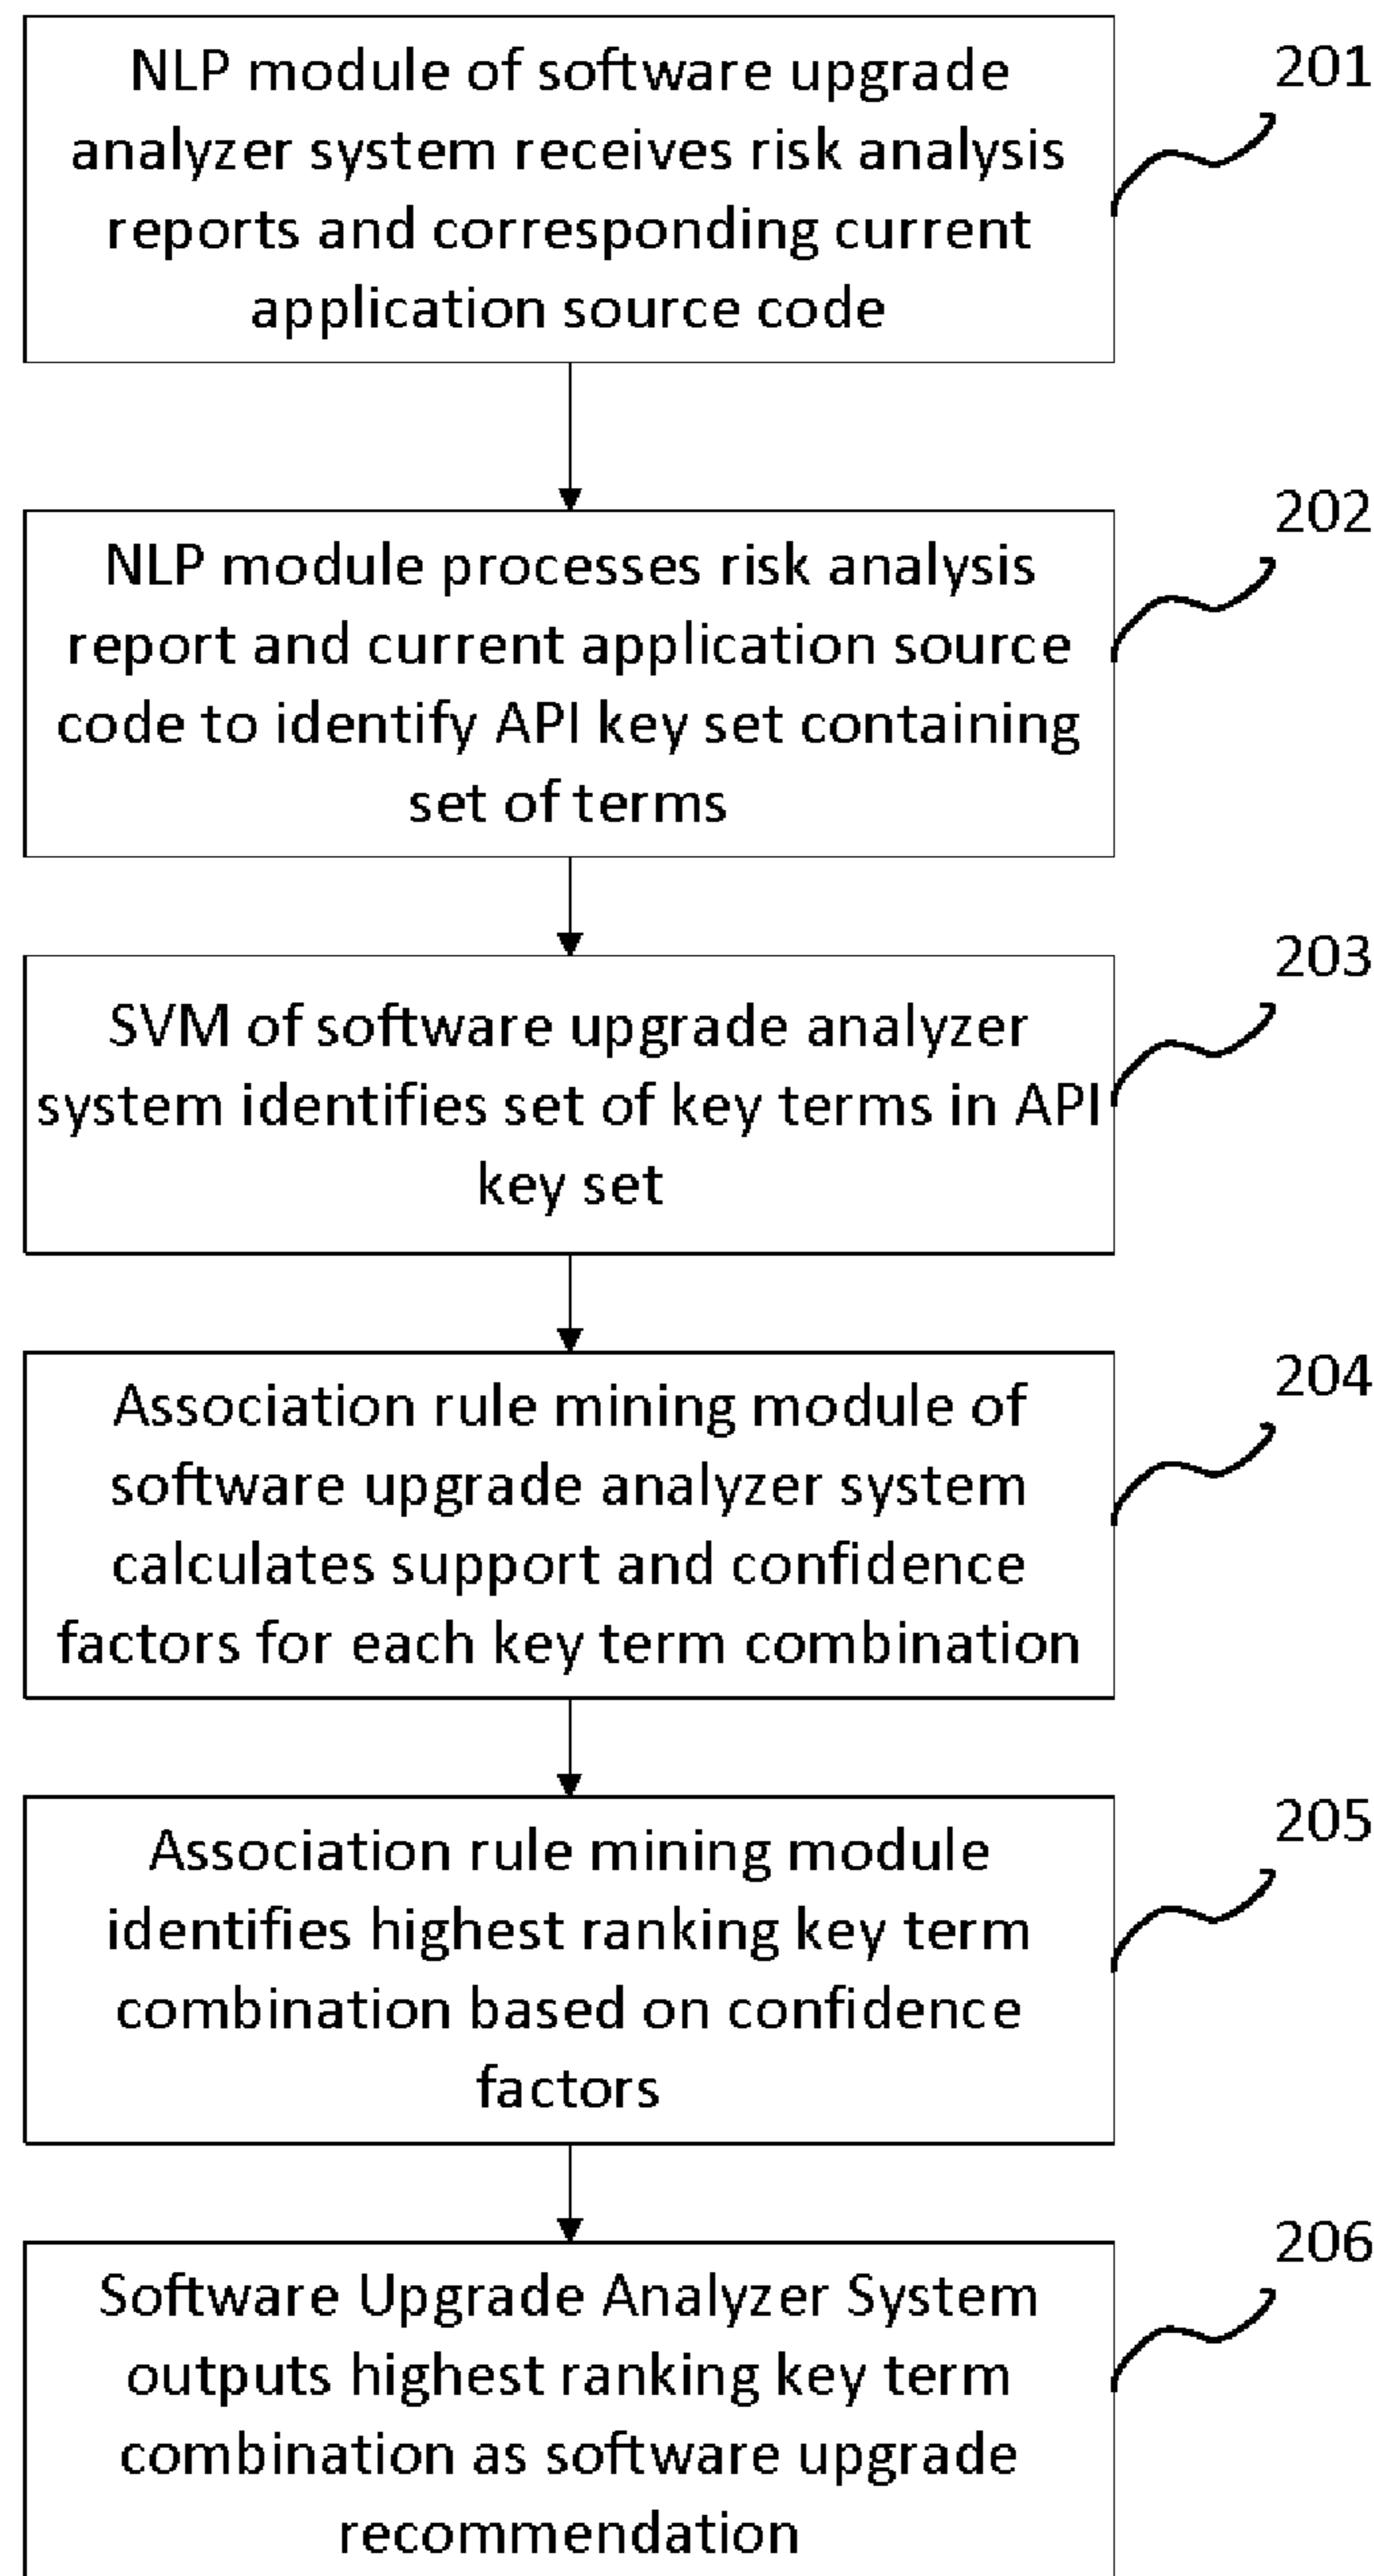 NLP module of software upgrade
analyzer system receives risk analysis
reports and corresponding current
application source code
201
NLP module processes risk analysis
report and current application source
code to identify API key set containing
set of terms
202
SVM of software upgrade analyzer
system identifies set of key terms in API
key set
203
Association rule mining module of
software upgrade analyzer system
calculates support and confidence
factors for each key term combination
204
Association rule mining module
identifies highest ranking key term
combination based on confidence
factors
205
Software Upgrade Analyzer System
outputs highest ranking key term
combination as software upgrade
recommendation
206